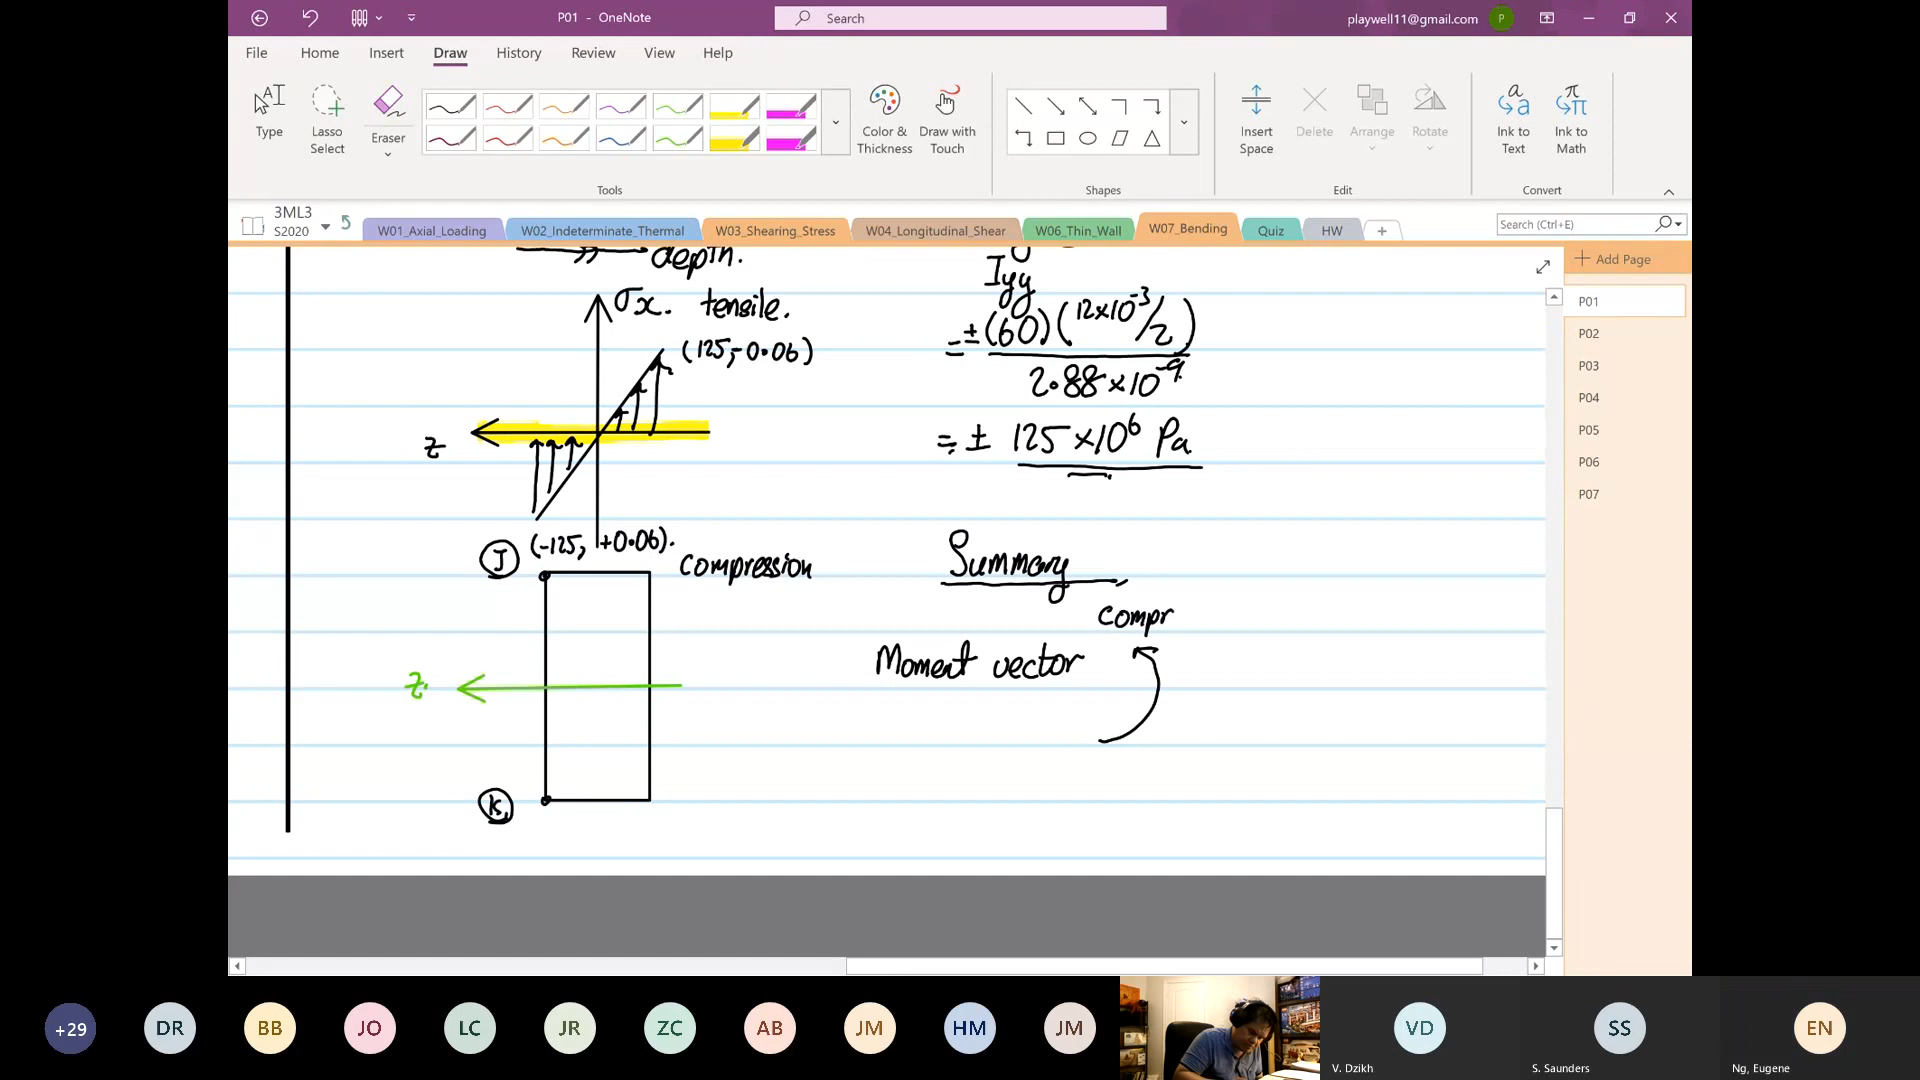 P01 - OneNote
Search
playwell11@gmail.com
P
File Home Insert Draw History Review View Help
Type
Lasso Select
Eraser
Color & Thickness
Draw with Touch
Insert Space
Delete
Arrange
Rotate
Ink to Text
Ink to Math
Tools
Shapes
Edit
Convert
3ML3 S2020
W01_Axial_Loading
W02_Indeterminate_Thermal
W03_Shearing_Stress
W04_Longitudinal_Shear
W06_Thin_Wall
W07_Bending
Quiz
HW
+
Search (Ctrl+E)
Add Page
P01
P02
P03
P04
P05
P06
P07
depth.
σx. tensile.
(125, -0.06)
z
(-125, +0.06).
J
compression
z.
K
Iyy
= ±(60)(12×10⁻³/2)
2.88×10⁻⁹
= ± 125×10⁶ Pa
Summary
Compr
Moment vector
+29
DR
BB
JO
LC
JR
ZC
AB
JM
HM
JM
VD
V. Dzikh
SS
S. Saunders
EN
Ng, Eugene